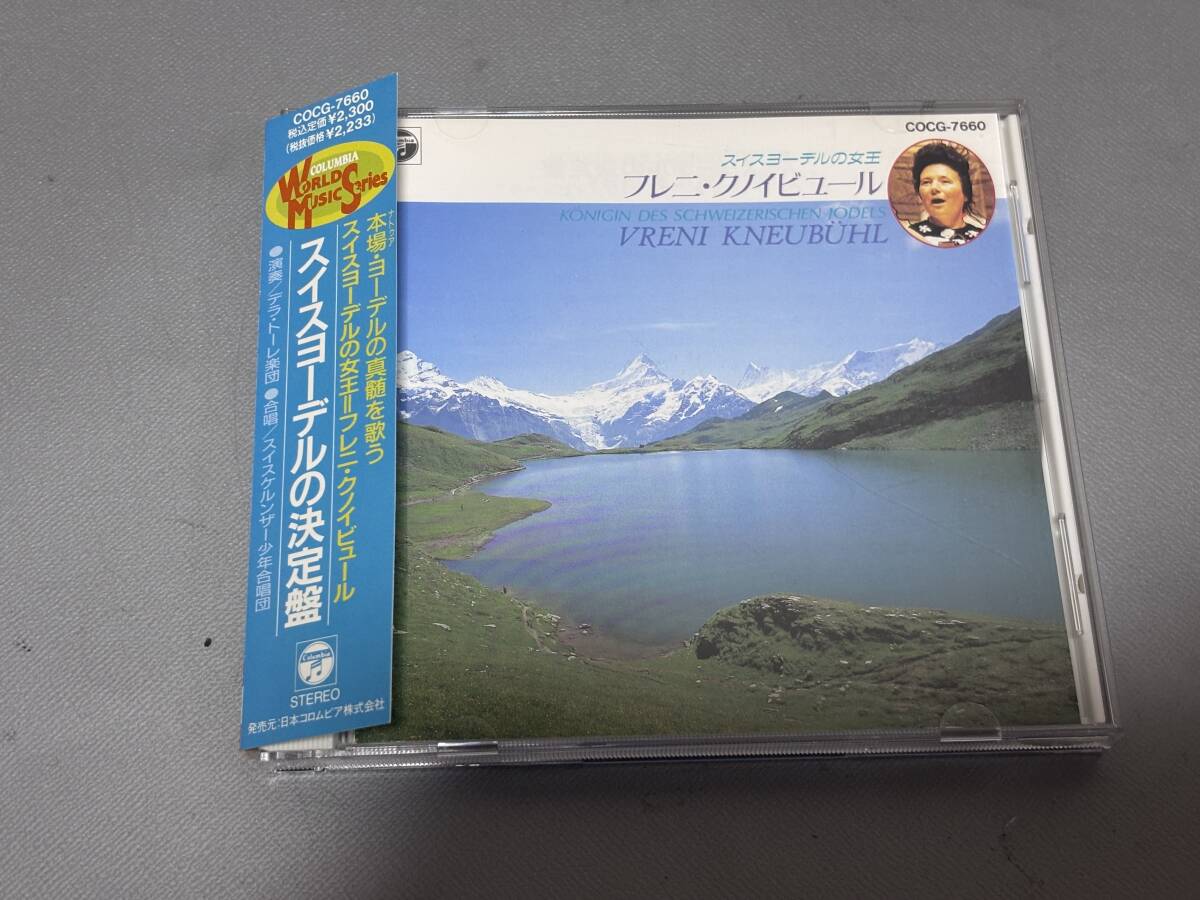 COCG-7660
税込定価¥2,300
(税抜価格¥2,233)
COLUMBIA
WORLD
MUSIC Series
本場・ヨーデルの真髄を歌う
スイスヨーデルの女王=フレニ・クノイビュール
スイスヨーデルの決定盤
●演奏/テラ・トーレ楽団 ●合唱/スイスケルンザー少年合唱団
Columbia
STEREO
発売元:日本コロムビア株式会社
COCG-7660
スイスヨーデルの女王
フレニ・クノイビュール
KÖNIGIN DES SCHWEIZERISCHEN JODELS
VRENI KNEUBÜHL